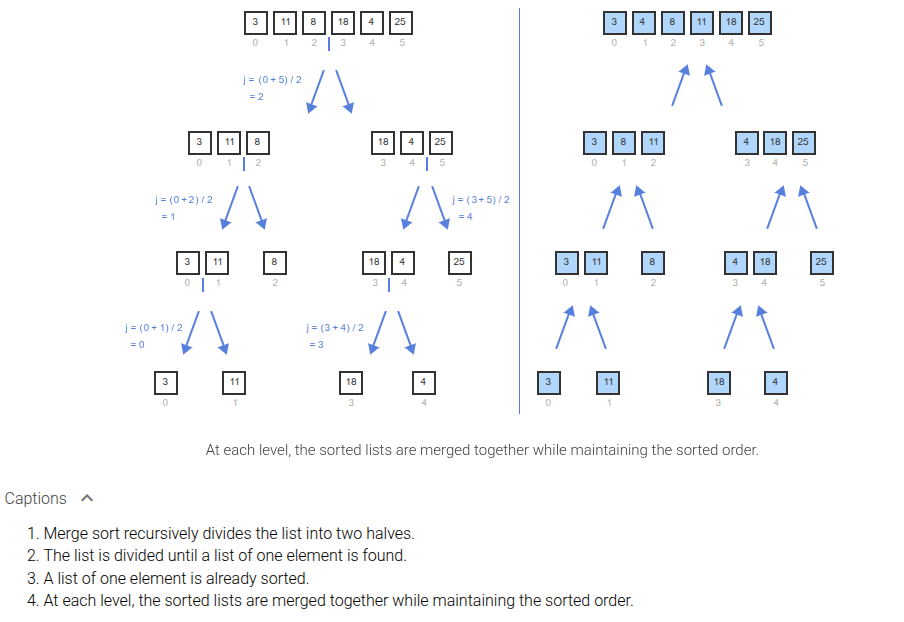 3 11 8 18 4 25
0 1 2 3 4 5
j = (0 + 5) / 2
= 2
3 11 8
0 1 2
18 4 25
3 4 5
j = (0 + 2) / 2
= 1
j = (3 + 5) / 2
= 4
3 11
0 1
8
2
18 4
3 4
25
5
j = (0 + 1) / 2
= 0
j = (3 + 4) / 2
= 3
3
0
11
1
18
3
4
4
3 4 8 11 18 25
0 1 2 3 4 5
3 8 11
0 1 2
4 18 25
3 4 5
3 11
0 1
8
2
4 18
3 4
25
5
3
0
11
1
18
3
4
4
At each level, the sorted lists are merged together while maintaining the sorted order.
Captions
1. Merge sort recursively divides the list into two halves.
2. The list is divided until a list of one element is found.
3. A list of one element is already sorted.
4. At each level, the sorted lists are merged together while maintaining the sorted order.